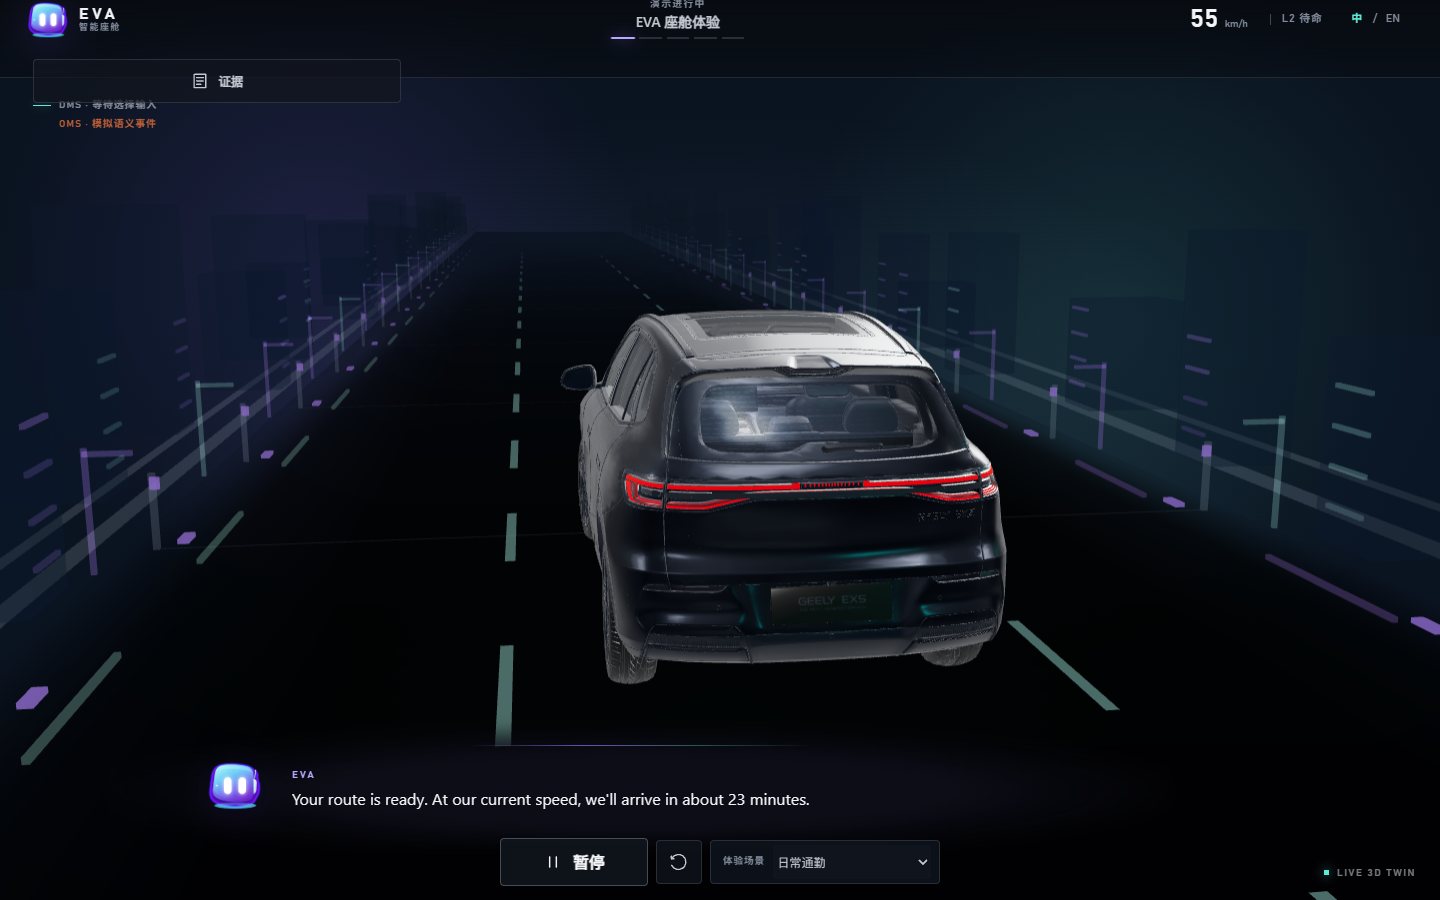 EVA
智能座舱
演示进行中
EVA 座舱体验
55 km/h
L2 待命
中 / EN
证据
DMS · 等待选择输入
OMS · 模拟语义事件
GEELY EX5
EVA
Your route is ready. At our current speed, we'll arrive in about 23 minutes.
暂停
体验场景 日常通勤
LIVE 3D TWIN